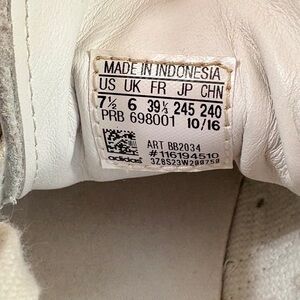 MADE IN INDONESIA
US UK FR JP CHN
7½ 6 39⅓ 245 240
PRB 698001 10/16
ART BB2034
#116194510
adidas